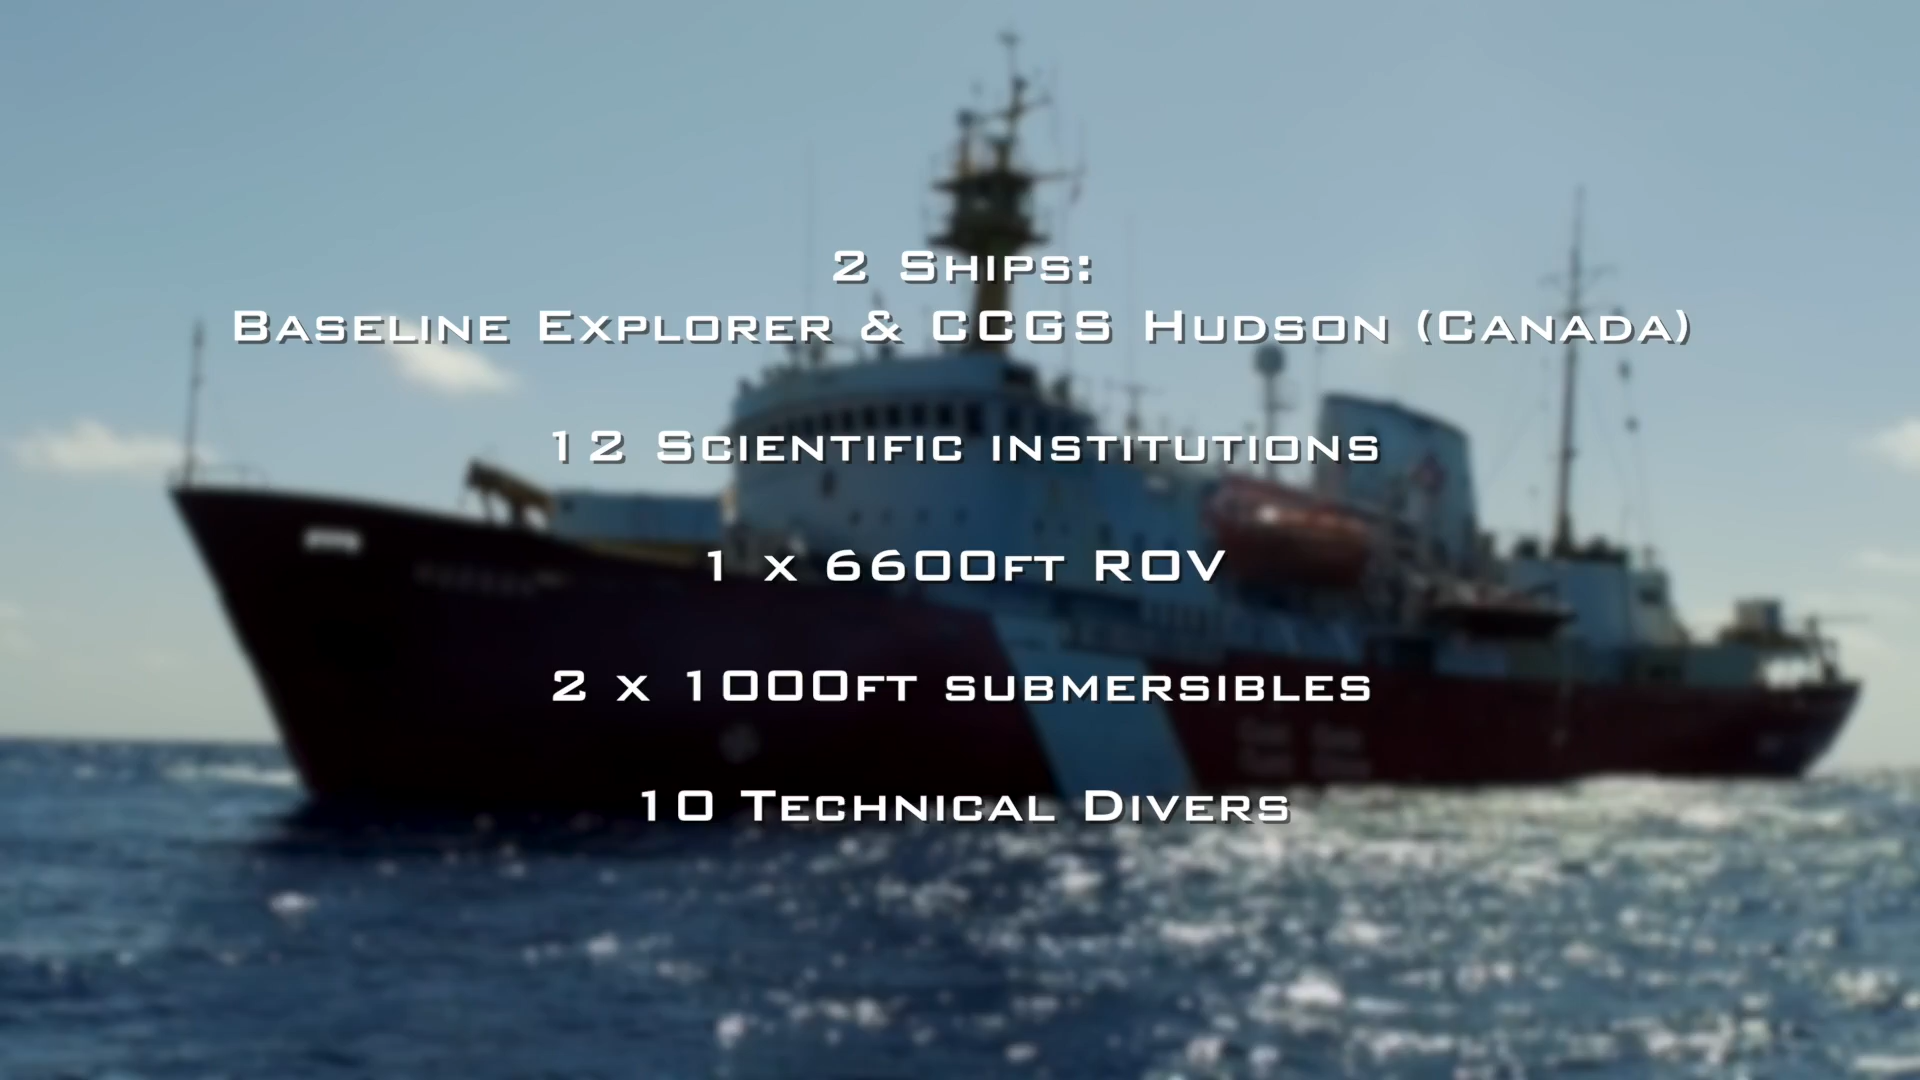 2 Ships:
Baseline Explorer & CCGS Hudson (Canada)
12 Scientific institutions
1 x 6600ft ROV
2 x 1000ft submersibles
10 Technical Divers